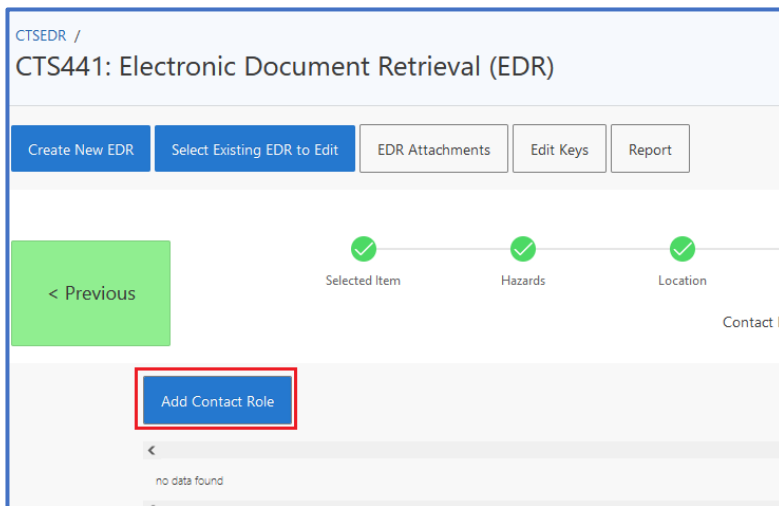 CTSEDR /
CTS441: Electronic Document Retrieval (EDR)
Create New EDR
Select Existing EDR to Edit
EDR Attachments
Edit Keys
Report
< Previous
Selected Item
Hazards
Location
Contact
Add Contact Role
<
no data found